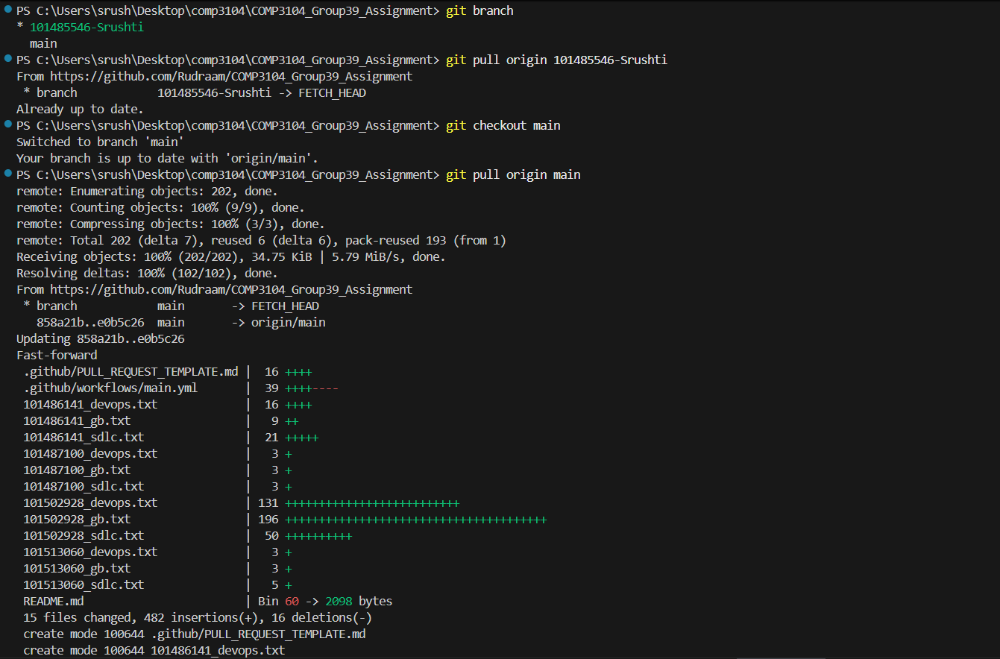 PS C:\Users\srush\Desktop\comp3104\COMP3104_Group39_Assignment> git branch
* 101485546-Srushti
  main
PS C:\Users\srush\Desktop\comp3104\COMP3104_Group39_Assignment> git pull origin 101485546-Srushti
From https://github.com/Rudraam/COMP3104_Group39_Assignment
 * branch            101485546-Srushti -> FETCH_HEAD
Already up to date.
PS C:\Users\srush\Desktop\comp3104\COMP3104_Group39_Assignment> git checkout main
Switched to branch 'main'
Your branch is up to date with 'origin/main'.
PS C:\Users\srush\Desktop\comp3104\COMP3104_Group39_Assignment> git pull origin main
remote: Enumerating objects: 202, done.
remote: Counting objects: 100% (9/9), done.
remote: Compressing objects: 100% (3/3), done.
remote: Total 202 (delta 7), reused 6 (delta 6), pack-reused 193 (from 1)
Receiving objects: 100% (202/202), 34.75 KiB | 5.79 MiB/s, done.
Resolving deltas: 100% (102/102), done.
From https://github.com/Rudraam/COMP3104_Group39_Assignment
 * branch            main       -> FETCH_HEAD
   858a21b..e0b5c26  main       -> origin/main
Updating 858a21b..e0b5c26
Fast-forward
 .github/PULL_REQUEST_TEMPLATE.md |  16 ++++
 .github/workflows/main.yml       |  39 ++++----
 101486141_devops.txt             |  16 ++++
 101486141_gb.txt                 |   9 ++
 101486141_sdlc.txt               |  21 +++++
 101487100_devops.txt             |   3 +
 101487100_gb.txt                 |   3 +
 101487100_sdlc.txt               |   3 +
 101502928_devops.txt             | 131 ++++++++++++++++++++++++++
 101502928_gb.txt                 | 196 +++++++++++++++++++++++++++++++++++++++
 101502928_sdlc.txt               |  50 ++++++++++
 101513060_devops.txt             |   3 +
 101513060_gb.txt                 |   3 +
 101513060_sdlc.txt               |   5 +
 README.md                        | Bin 60 -> 2098 bytes
 15 files changed, 482 insertions(+), 16 deletions(-)
 create mode 100644 .github/PULL_REQUEST_TEMPLATE.md
 create mode 100644 101486141_devops.txt